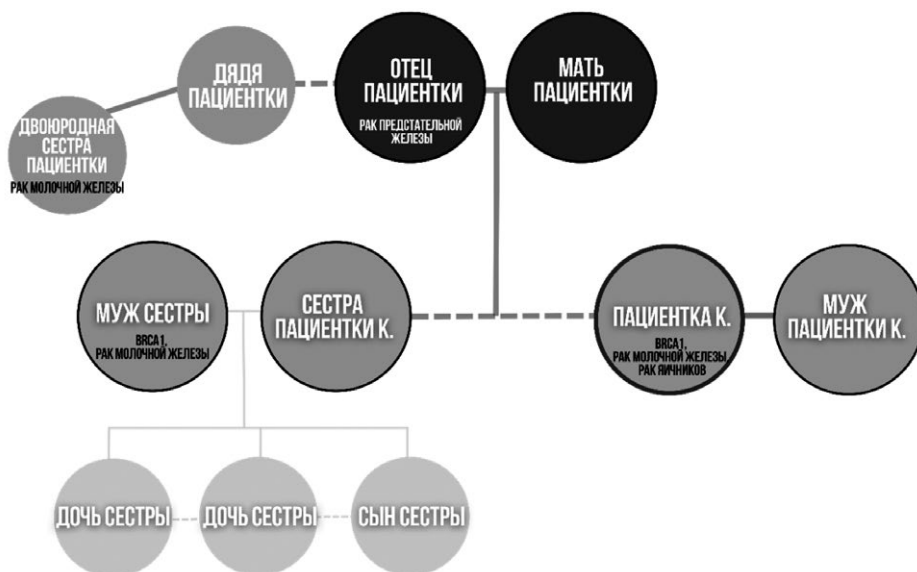 ДЯДЯ
ПАЦИЕНТКИ
ОТЕЦ
ПАЦИЕНТКИ
РАК ПРЕДСТАТЕЛЬНОЙ
ЖЕЛЕЗЫ
МАТЬ
ПАЦИЕНТКИ
ДВОЮРОДНАЯ
СЕСТРА
ПАЦИЕНТКИ
РАК МОЛОЧНОЙ ЖЕЛЕЗЫ
МУЖ СЕСТРЫ
BRCA1,
РАК МОЛОЧНОЙ ЖЕЛЕЗЫ
СЕСТРА
ПАЦИЕНТКИ К.
ПАЦИЕНТКА К.
BRCA1,
РАК МОЛОЧНОЙ ЖЕЛЕЗЫ,
РАК ЯИЧНИКОВ
МУЖ
ПАЦИЕНТКИ К.
ДОЧЬ СЕСТРЫ
ДОЧЬ СЕСТРЫ
СЫН СЕСТРЫ